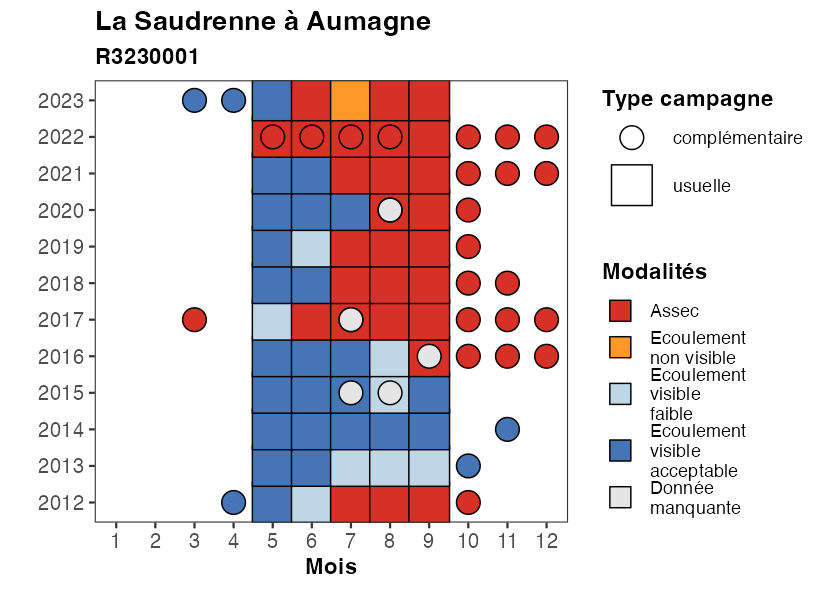 La Saudrenne à Aumagne
R3230001
2023
2022
2021
2020
2019
2018
2017
2016
2015
2014
2013
2012
1 2 3 4 5 6 7 8 9 10 11 12
Mois
Type campagne
complémentaire
usuelle
Modalités
Assec
Ecoulement
non visible
Ecoulement
visible
faible
Ecoulement
visible
acceptable
Donnée
manquante